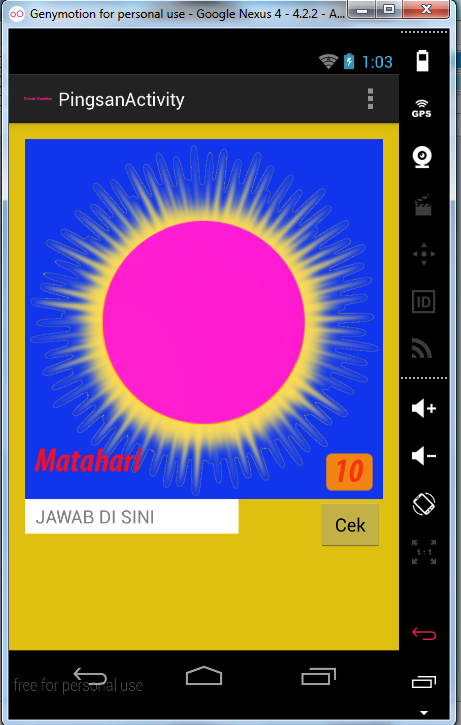 Genymotion for personal use - Google Nexus 4 - 4.2.2 - A...
1:03
PingsanActivity
GPS
ID
Matahari
10
JAWAB DI SINI
Cek
1:1
free for personal use